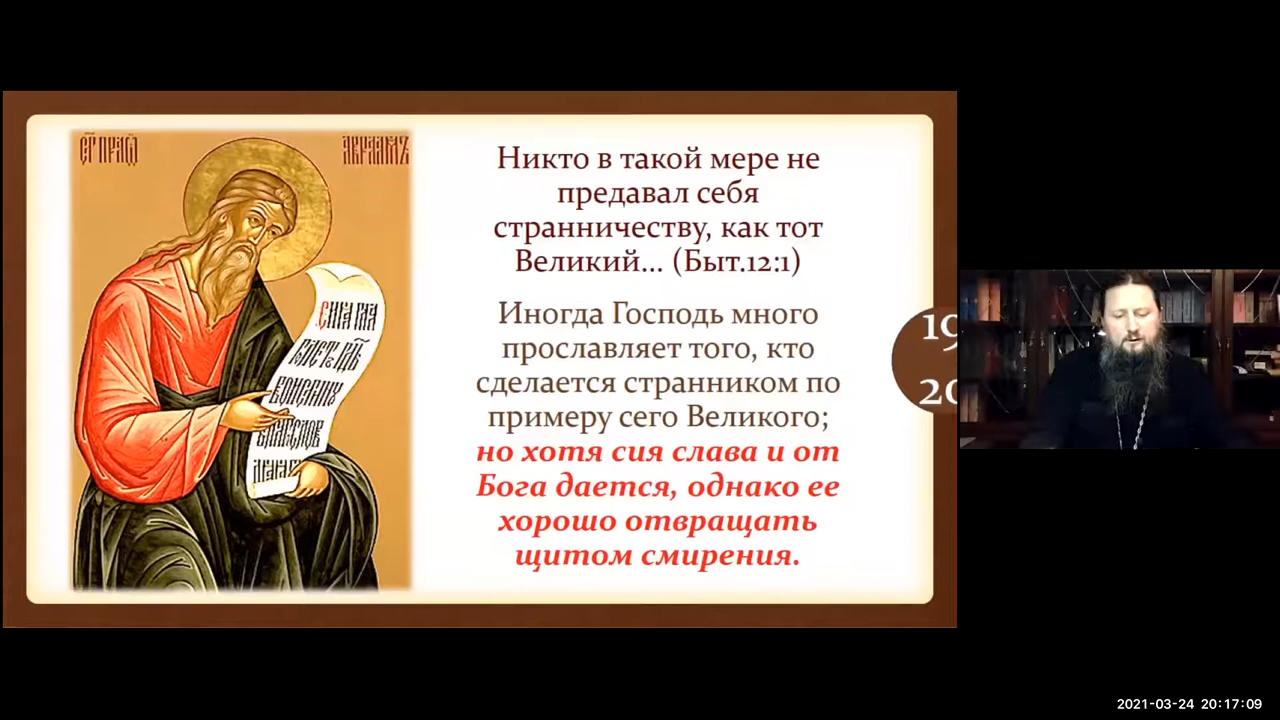 Никто в такой мере не
предавал себя
странничеству, как тот
Великий... (Быт.12:1)
Иногда Господь много
прославляет того, кто
сделается странником по
примеру сего Великого;
но хотя сия слава и от
Бога дается, однако ее
хорошо отвращать
щитом смирения.
19
20
2021-03-24 20:17:09